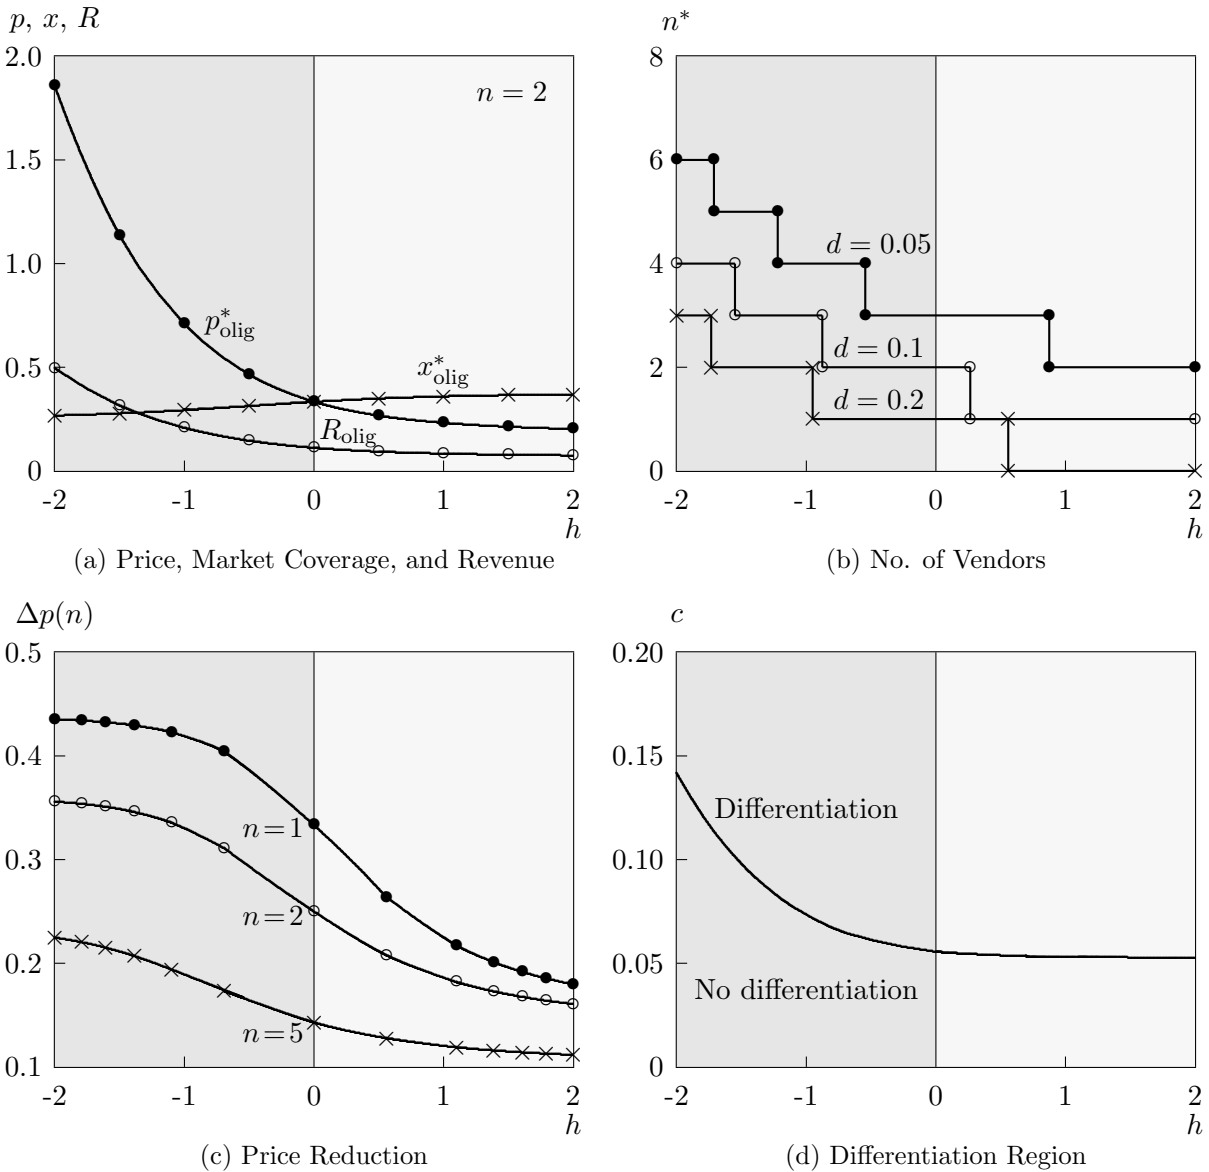 p, x, R
2.0
1.5
1.0
0.5
0
n = 2
p*olig
x*olig
Rolig
-2 -1 0 1 2
h
(a) Price, Market Coverage, and Revenue
n*
8
6
4
2
0
d = 0.05
d = 0.1
d = 0.2
-2 -1 0 1 2
h
(b) No. of Vendors
Δp(n)
0.5
0.4
0.3
0.2
0.1
n = 1
n = 2
n = 5
-2 -1 0 1 2
h
(c) Price Reduction
c
0.20
0.15
0.10
0.05
0
Differentiation
No differentiation
-2 -1 0 1 2
h
(d) Differentiation Region